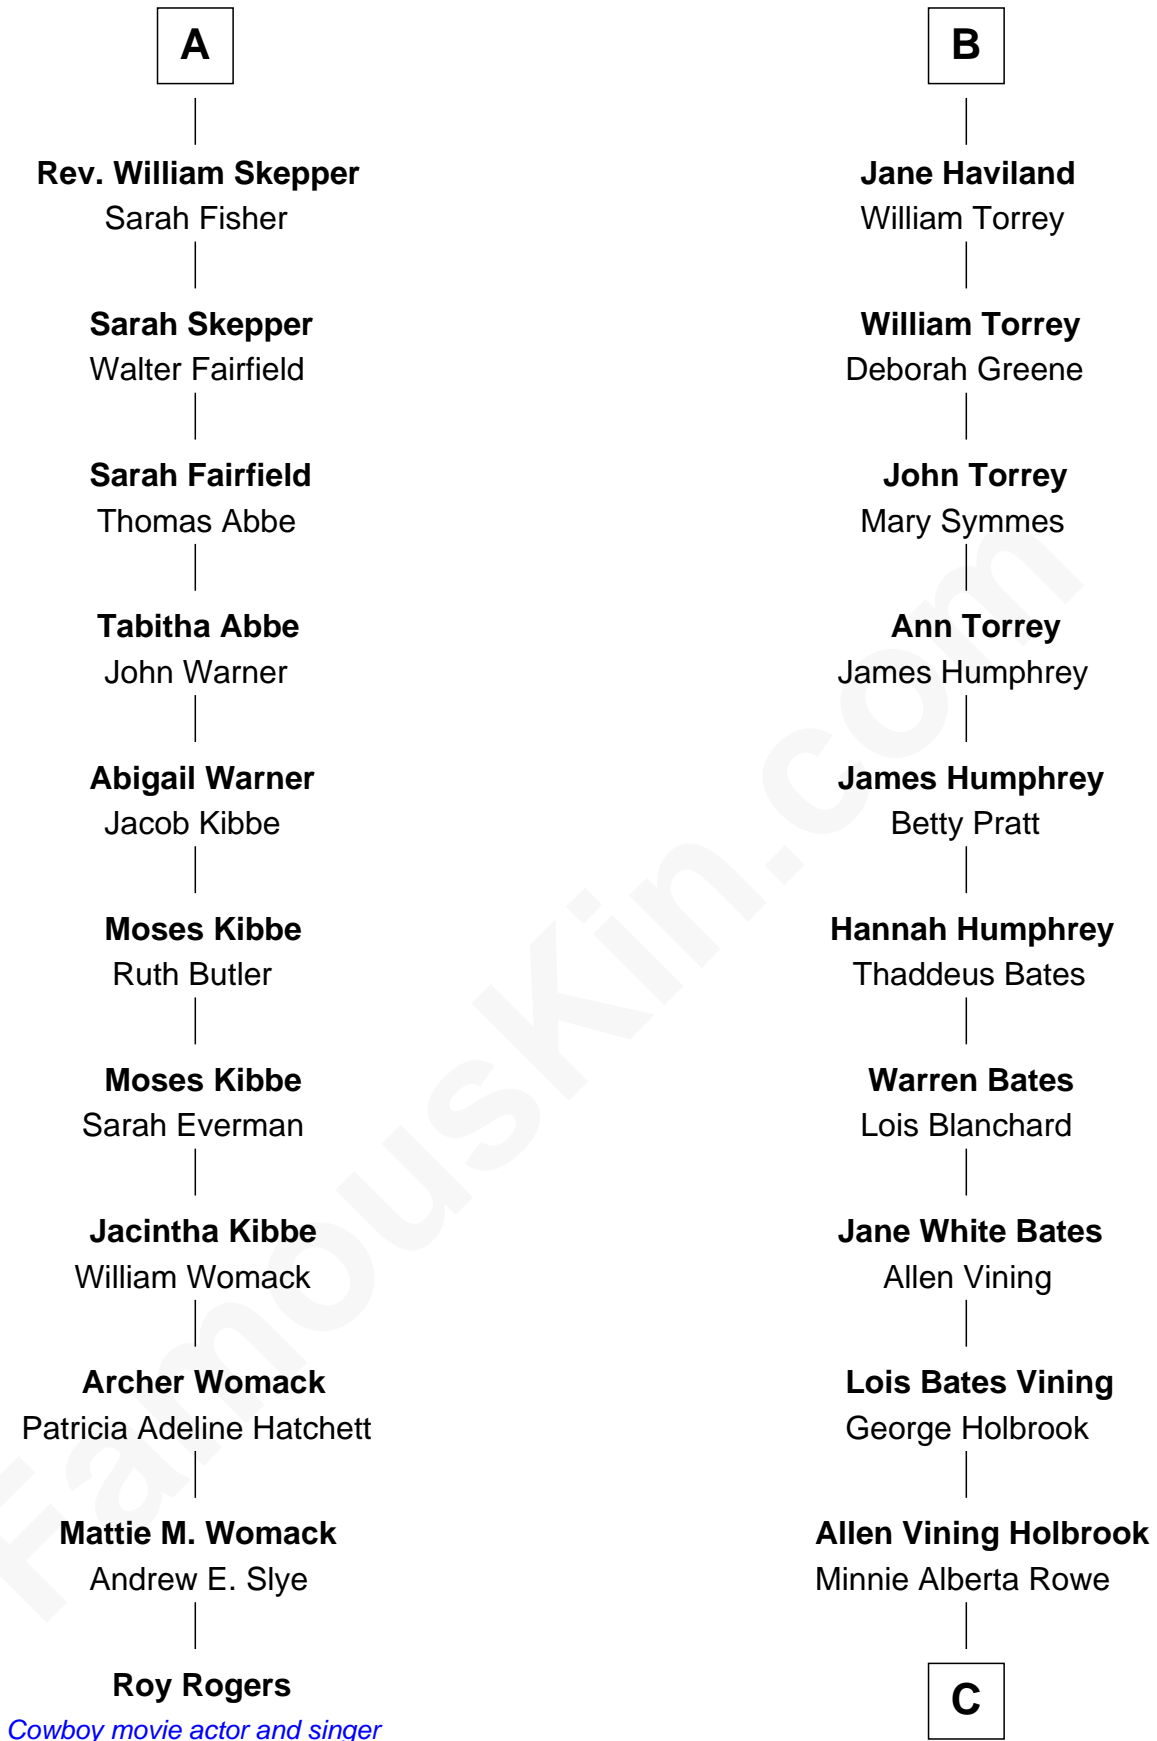 A
Rev. William Skepper
Sarah Fisher
Sarah Skepper
Walter Fairfield
Sarah Fairfield
Thomas Abbe
Tabitha Abbe
John Warner
Abigail Warner
Jacob Kibbe
Moses Kibbe
Ruth Butler
Moses Kibbe
Sarah Everman
Jacintha Kibbe
William Womack
Archer Womack
Patricia Adeline Hatchett
Mattie M. Womack
Andrew E. Slye
Roy Rogers
Cowboy movie actor and singer
B
Jane Haviland
William Torrey
William Torrey
Deborah Greene
John Torrey
Mary Symmes
Ann Torrey
James Humphrey
James Humphrey
Betty Pratt
Hannah Humphrey
Thaddeus Bates
Warren Bates
Lois Blanchard
Jane White Bates
Allen Vining
Lois Bates Vining
George Holbrook
Allen Vining Holbrook
Minnie Alberta Rowe
C
FamousKin.com